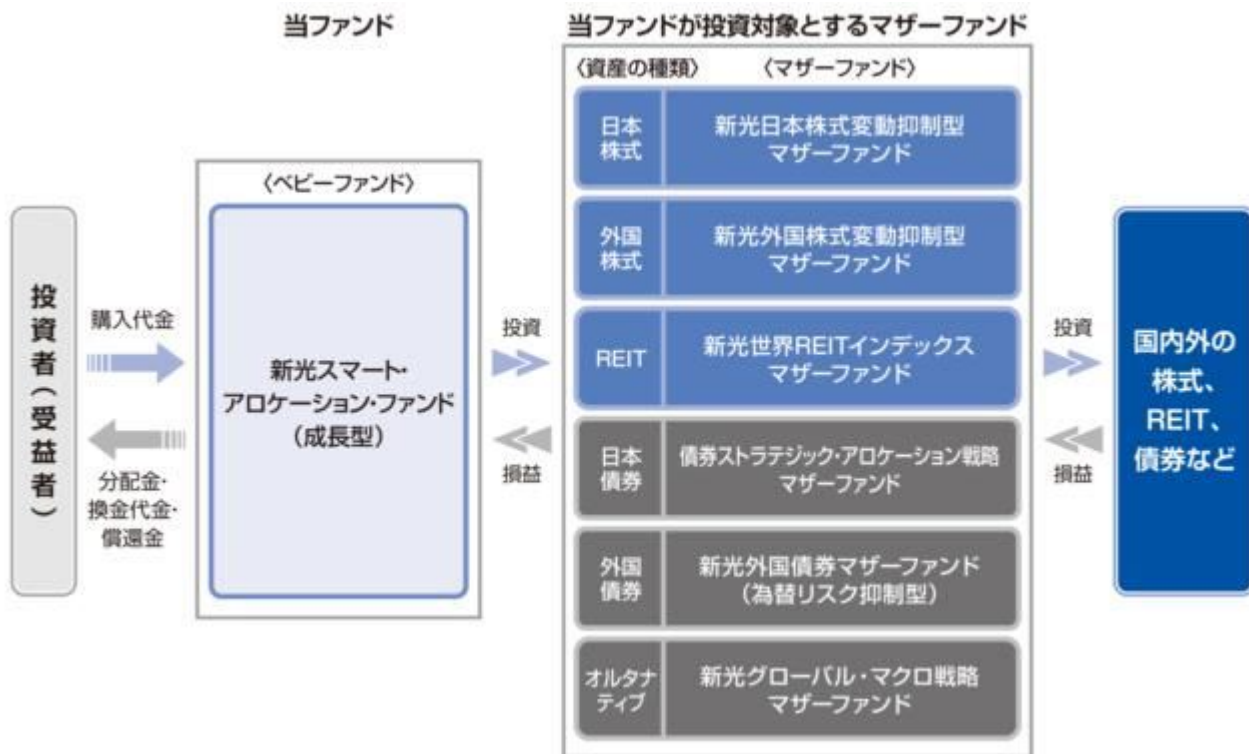 当ファンド
当ファンドが投資対象とするマザーファンド
〈資産の種類〉
〈マザーファンド〉
投資者（受益者）
購入代金
分配金・
換金代金・
償還金
〈ベビーファンド〉
新光スマート・
アロケーション・ファンド
（成長型）
投資
損益
日本
株式
新光日本株式変動抑制型
マザーファンド
外国
株式
新光外国株式変動抑制型
マザーファンド
REIT
新光世界REITインデックス
マザーファンド
日本
債券
債券ストラテジック・アロケーション戦略
マザーファンド
外国
債券
新光外国債券マザーファンド
（為替リスク抑制型）
オルタナ
ティブ
新光グローバル・マクロ戦略
マザーファンド
投資
損益
国内外の
株式、
REIT、
債券など